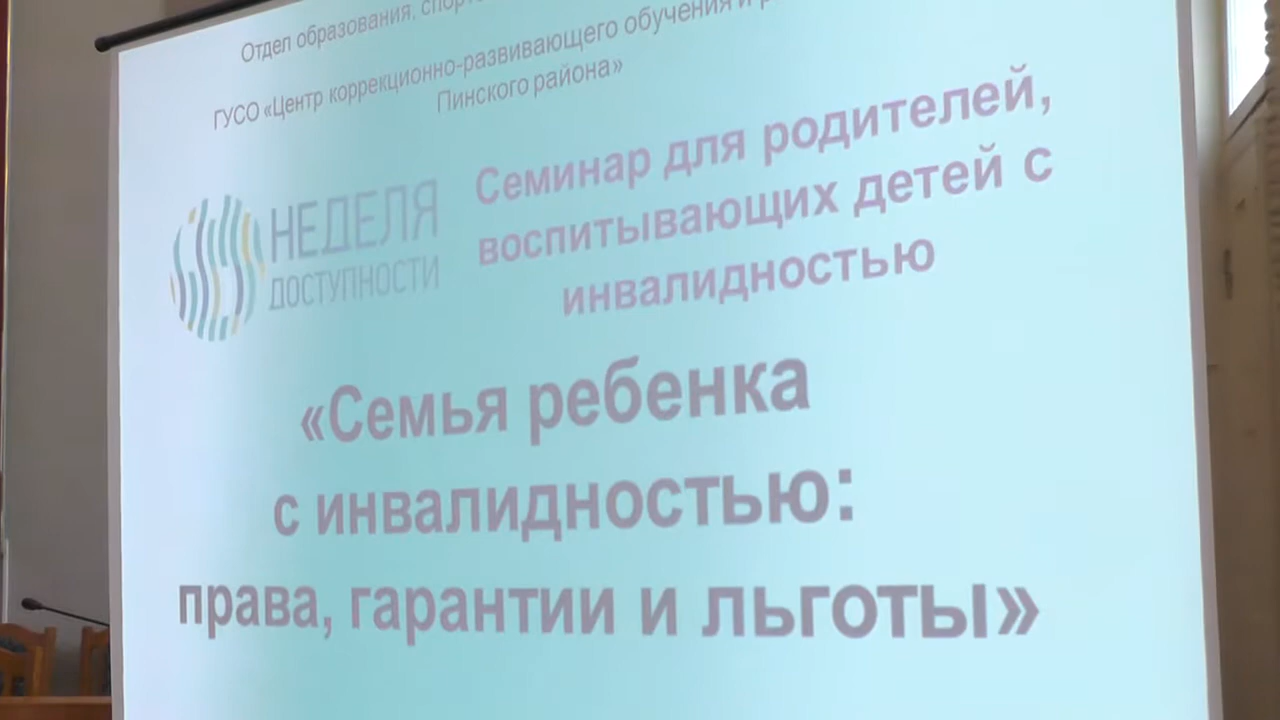 Отдел образования, спорта
ГУСО «Центр коррекционно-развивающего обучения и
Пинского района»
НЕДЕЛЯ
ДОСТУПНОСТИ
Семинар для родителей,
воспитывающих детей с
инвалидностью
«Семья ребенка
с инвалидностью:
права, гарантии и льготы»